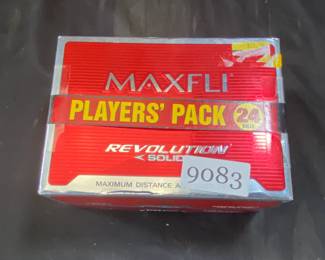 MAXFLI
PLAYERS' PACK 24
REVOLUTION
SOLID
9083
MAXIMUM DISTANCE A